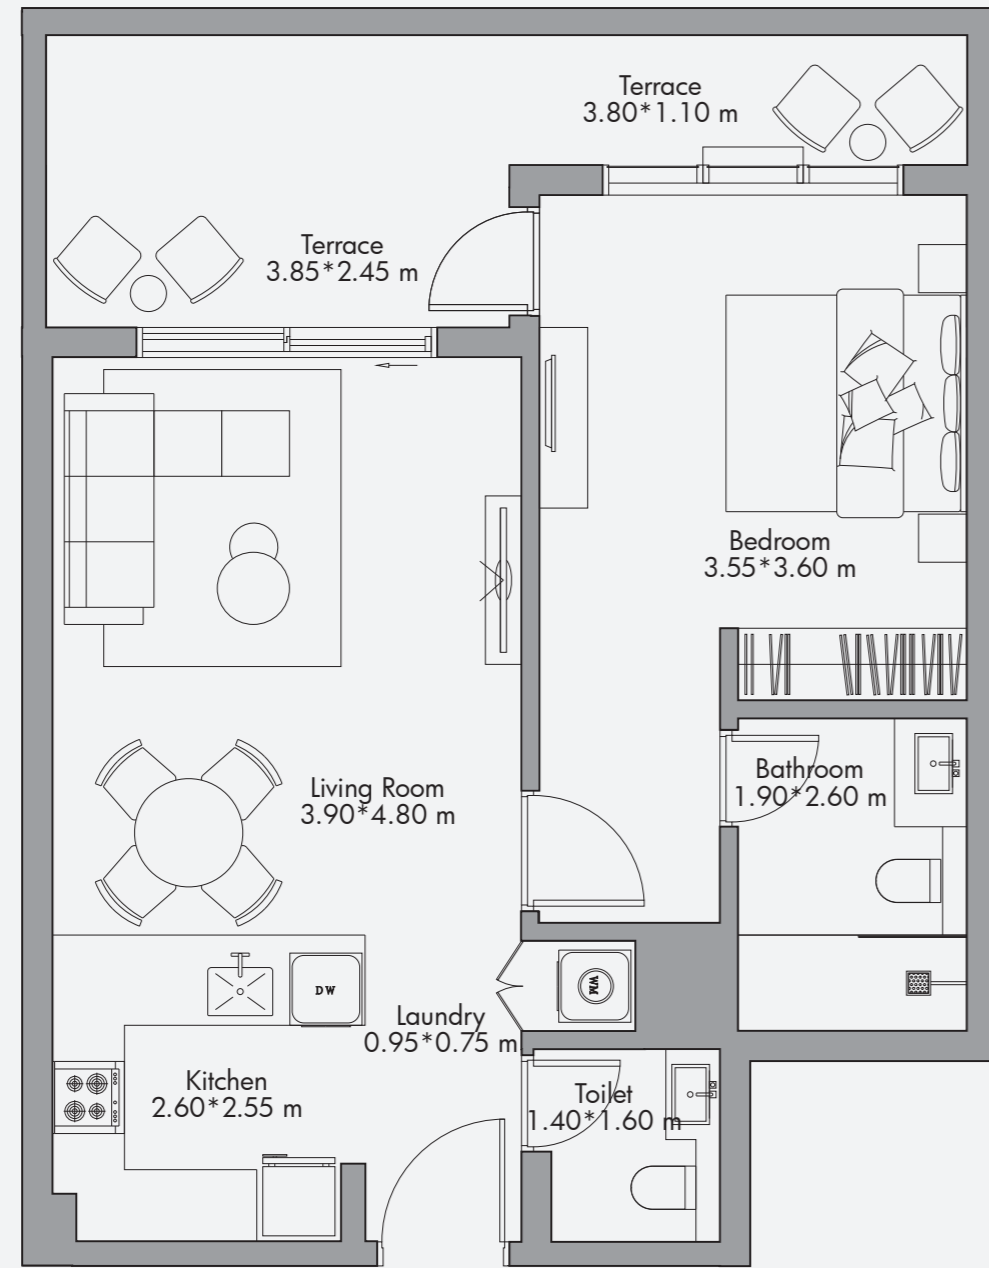 Terrace
3.80*1.10 m
Terrace
3.85*2.45 m
Bedroom
3.55*3.60 m
Living Room
3.90*4.80 m
Bathroom
1.90*2.60 m
DW
WM
Laundry
0.95*0.75 m
Kitchen
2.60*2.55 m
Toilet
1.40*1.60 m